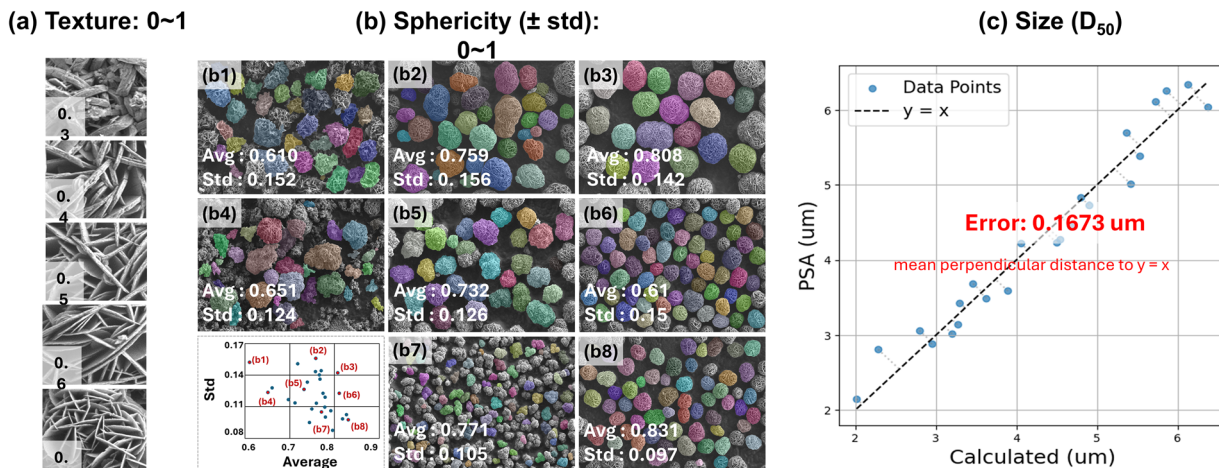 (a) Texture: 0~1
0.
3
0.
4
0.
5
0.
6
0.
(b) Sphericity (± std):
0~1
(b1)
Avg : 0.610
Std : 0.152
(b2)
Avg : 0.759
Std : 0. 156
(b3)
Avg : 0.808
Std : 0. 142
(b4)
Avg : 0.651
Std : 0.124
(b5)
Avg : 0.732
Std : 0.126
(b6)
Avg : 0.61
Std : 0.15
0.17
0.14
0.11
0.08
Std
(b1)
(b2)
(b3)
(b5)
(b4)
(b6)
(b7)
(b8)
0.6
0.7
0.8
0.9
Average
(b7)
Avg : 0.771
Std : 0.105
(b8)
Avg : 0.831
Std : 0.097
(c) Size (D50)
Data Points
y = x
6
5
4
3
2
PSA (um)
Error: 0.1673 um
mean perpendicular distance to y = x
2
3
4
5
6
Calculated (um)